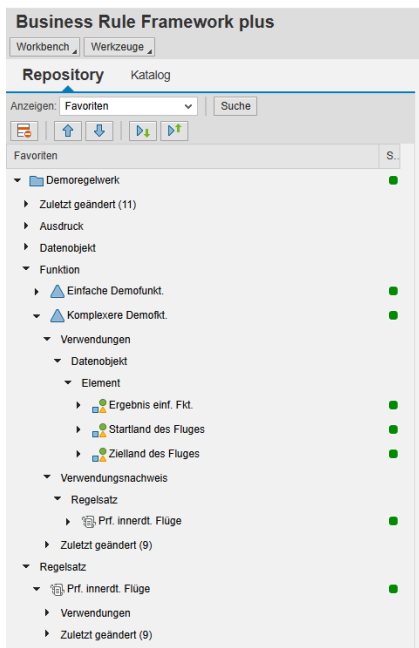 Business Rule Framework plus
Workbench Werkzeuge
Repository Katalog
Anzeigen: Favoriten Suche
Favoriten S..
Demoregelwerk
Zuletzt geändert (11)
Ausdruck
Datenobjekt
Funktion
Einfache Demofunkt.
Komplexere Demofkt.
Verwendungen
Datenobjekt
Element
Ergebnis einf. Fkt.
Startland des Fluges
Zielland des Fluges
Verwendungsnachweis
Regelsatz
Prf. innerdt. Flüge
Zuletzt geändert (9)
Regelsatz
Prf. innerdt. Flüge
Verwendungen
Zuletzt geändert (9)